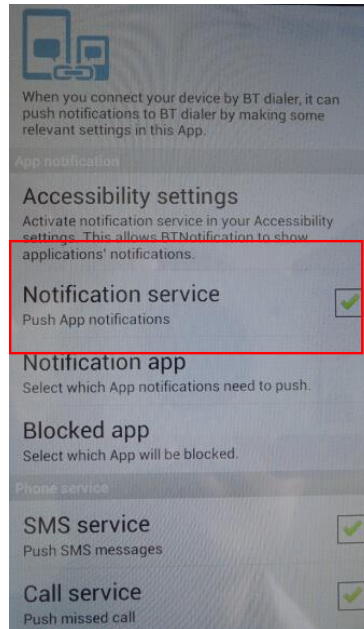 When you connect your device by BT dialer, it can
push notifications to BT dialer by making some
relevant settings in this App.
App notification
Accessibility settings
Activate notification service in your Accessibility
settings. This allows BTNotification to show
applications' notifications.
Notification service
Push App notifications
Notification app
Select which App notifications need to push.
Blocked app
Select which App will be blocked.
Phone service
SMS service
Push SMS messages
Call service
Push missed call